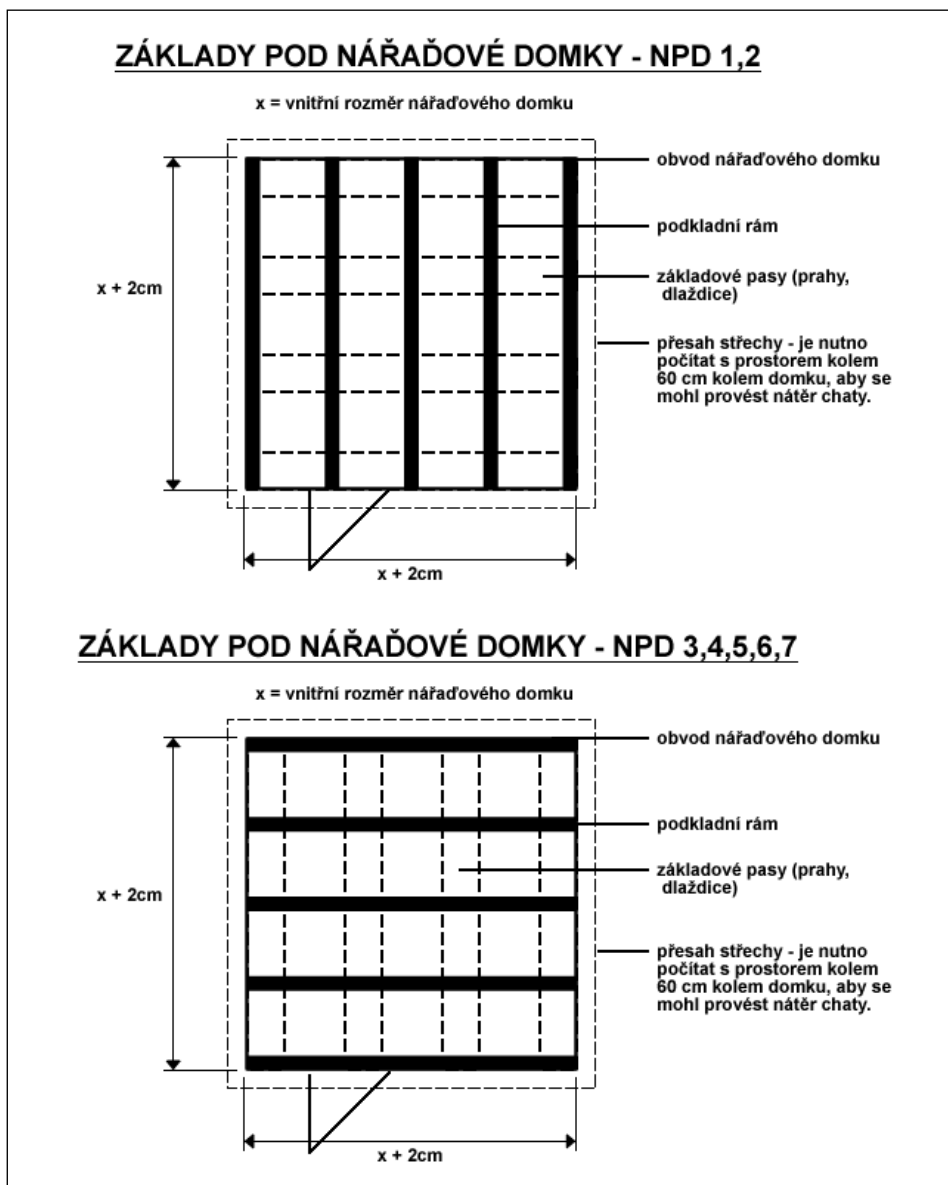 ZÁKLADY POD NÁŘAĎOVÉ DOMKY - NPD 1,2
x = vnitřní rozměr nářaďového domku
obvod nářaďového domku
podkladní rám
základové pasy (prahy,
dlaždice)
x + 2cm
přesah střechy - je nutno
počítat s prostorem kolem
60 cm kolem domku, aby se
mohl provést nátěr chaty.
x + 2cm
ZÁKLADY POD NÁŘAĎOVÉ DOMKY - NPD 3,4,5,6,7
x = vnitřní rozměr nářaďového domku
obvod nářaďového domku
podkladní rám
základové pasy (prahy,
dlaždice)
x + 2cm
přesah střechy - je nutno
počítat s prostorem kolem
60 cm kolem domku, aby se
mohl provést nátěr chaty.
x + 2cm